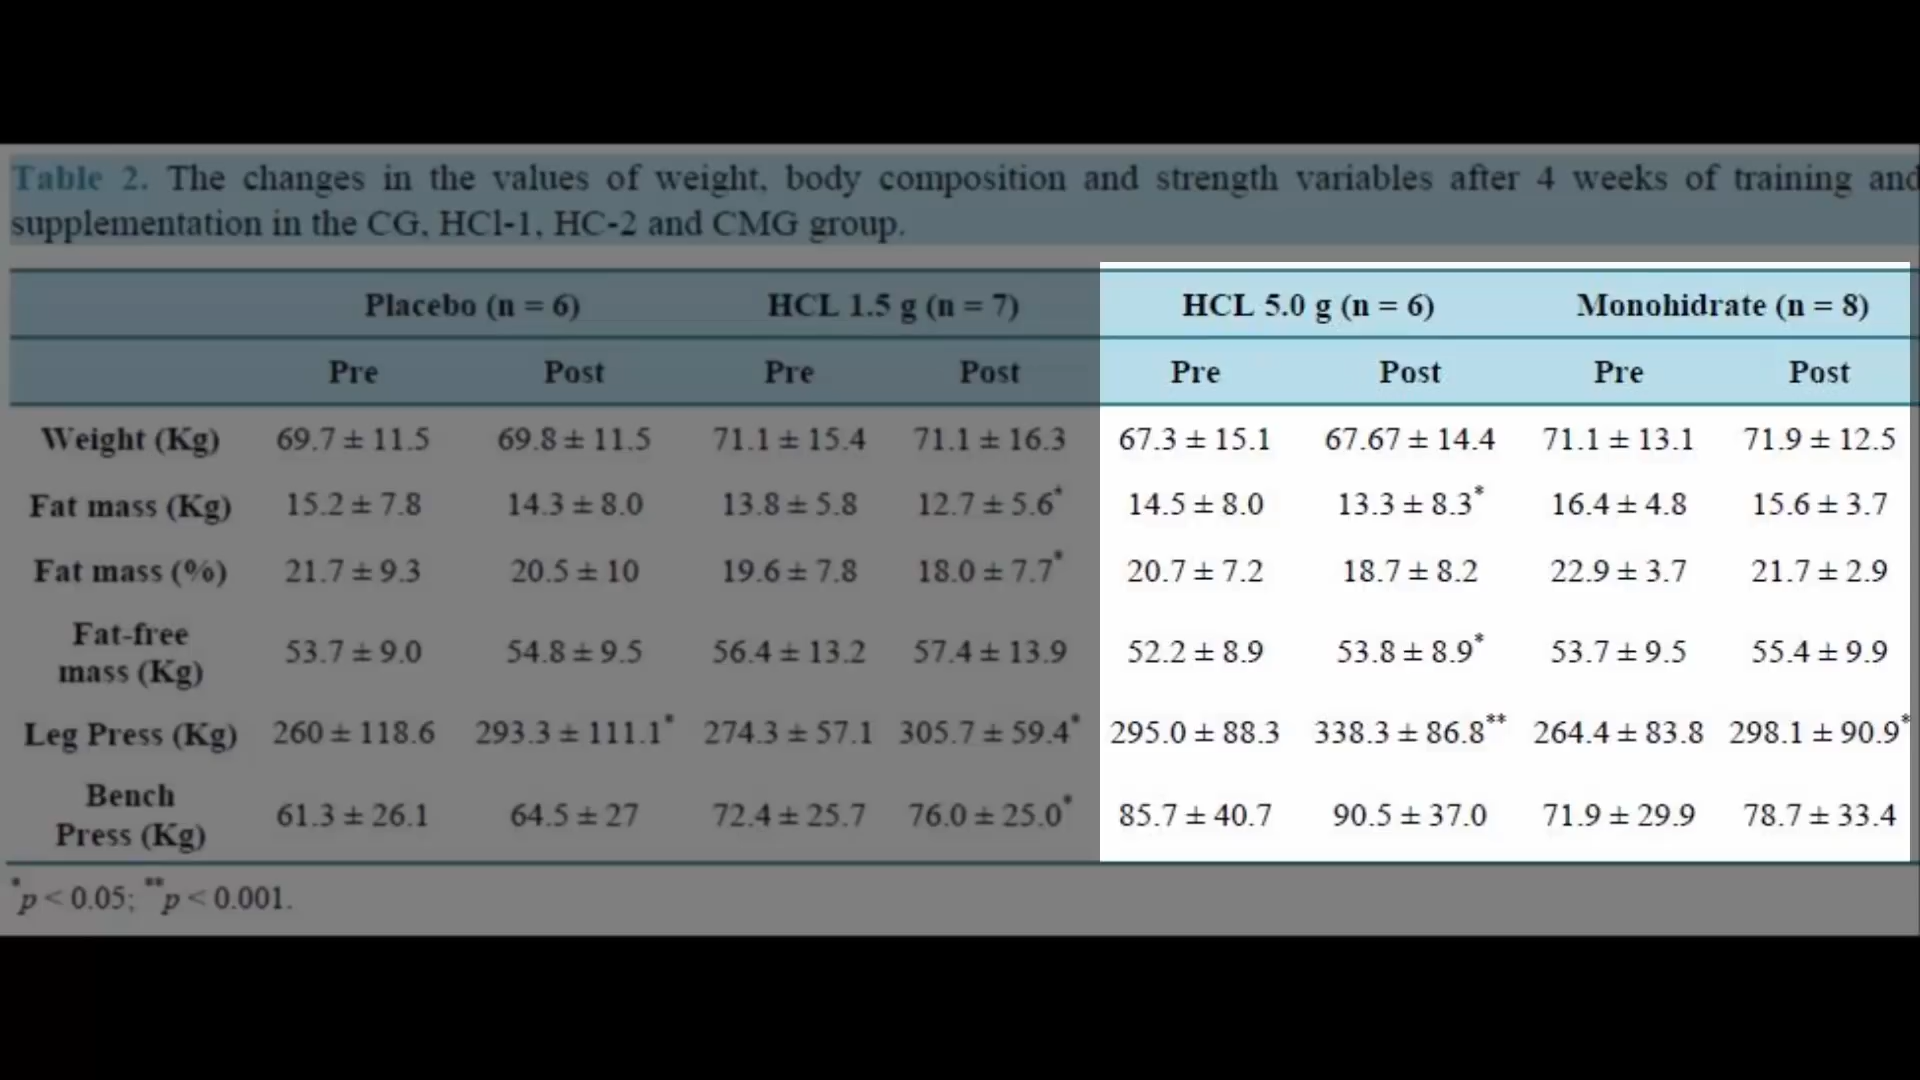 Table 2. The changes in the values of weight, body composition and strength variables after 4 weeks of training and
supplementation in the CG, HCl-1, HC-2 and CMG group.
Placebo (n = 6) HCL 1.5 g (n = 7) HCL 5.0 g (n = 6) Monohidrate (n = 8)
Pre Post Pre Post Pre Post Pre Post
Weight (Kg) 69.7 ± 11.5 69.8 ± 11.5 71.1 ± 15.4 71.1 ± 16.3 67.3 ± 15.1 67.67 ± 14.4 71.1 ± 13.1 71.9 ± 12.5
Fat mass (Kg) 15.2 ± 7.8 14.3 ± 8.0 13.8 ± 5.8 12.7 ± 5.6* 14.5 ± 8.0 13.3 ± 8.3* 16.4 ± 4.8 15.6 ± 3.7
Fat mass (%) 21.7 ± 9.3 20.5 ± 10 19.6 ± 7.8 18.0 ± 7.7* 20.7 ± 7.2 18.7 ± 8.2 22.9 ± 3.7 21.7 ± 2.9
Fat-free
mass (Kg) 53.7 ± 9.0 54.8 ± 9.5 56.4 ± 13.2 57.4 ± 13.9 52.2 ± 8.9 53.8 ± 8.9* 53.7 ± 9.5 55.4 ± 9.9
Leg Press (Kg) 260 ± 118.6 293.3 ± 111.1* 274.3 ± 57.1 305.7 ± 59.4* 295.0 ± 88.3 338.3 ± 86.8** 264.4 ± 83.8 298.1 ± 90.9*
Bench
Press (Kg) 61.3 ± 26.1 64.5 ± 27 72.4 ± 25.7 76.0 ± 25.0* 85.7 ± 40.7 90.5 ± 37.0 71.9 ± 29.9 78.7 ± 33.4
*p < 0.05; **p < 0.001.